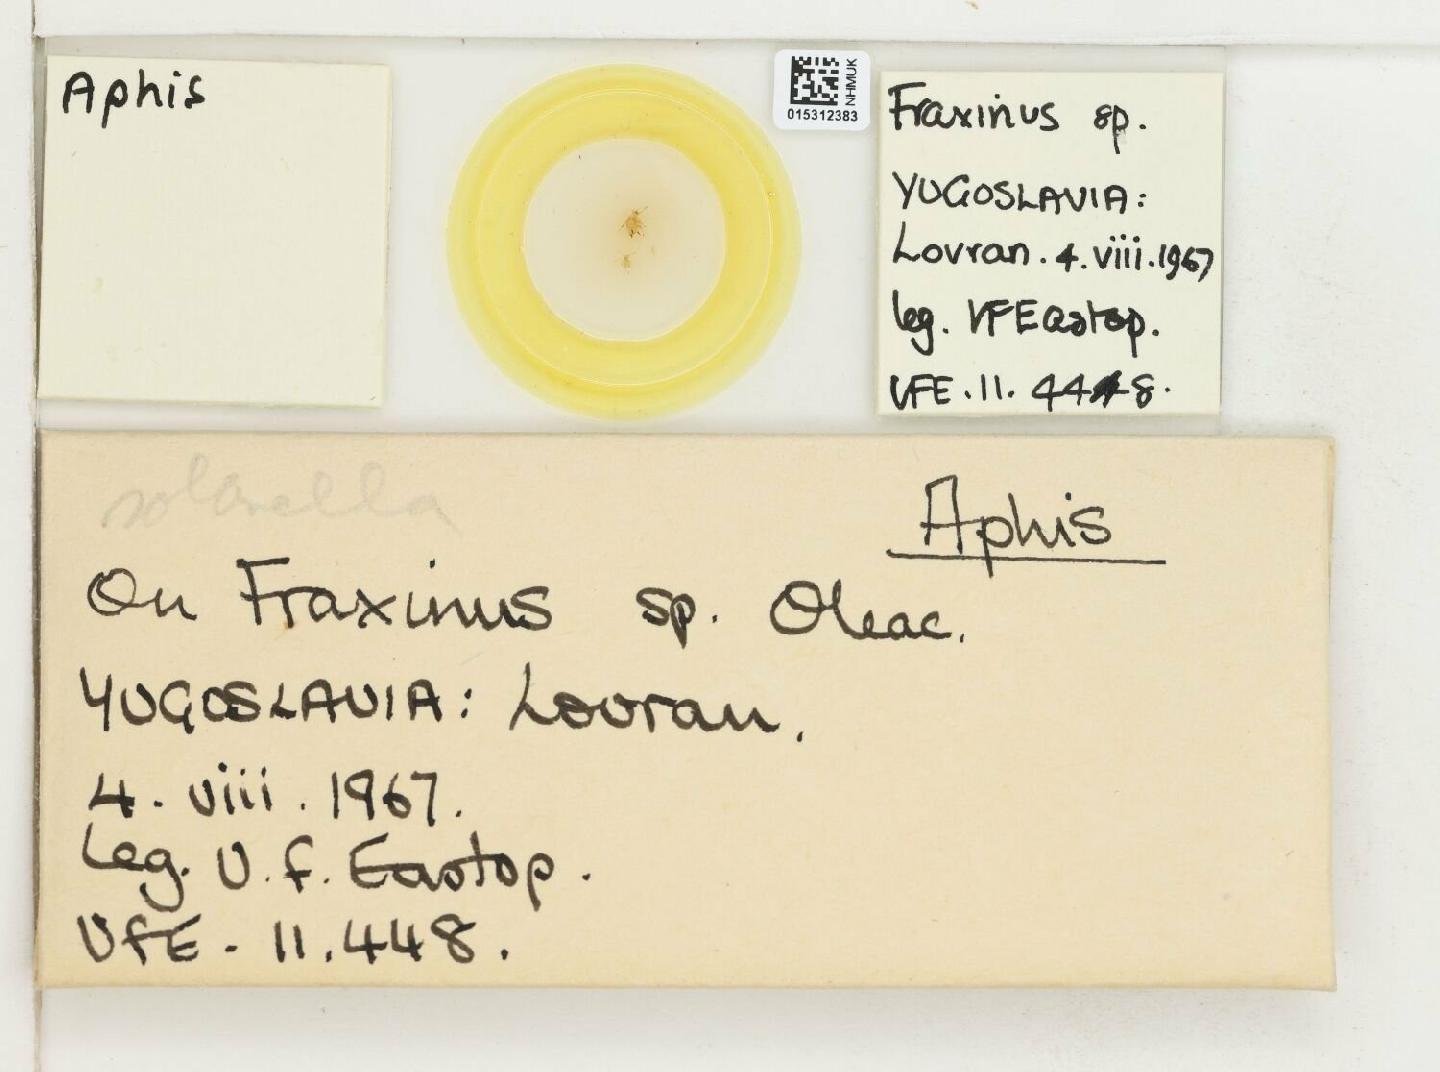 Aphis
NHMUK
015312383
Fraxinus sp.
YUGOSLAVIA:
Lovran. 4. viii. 1967
leg. VFEastop.
VFE. 11. 448.
solanella
Aphis
On Fraxinus sp. Oleac.
YUGOSLAVIA: Lovran.
4. viii. 1967.
Leg. V. F. Eastop.
VFE - 11.448.